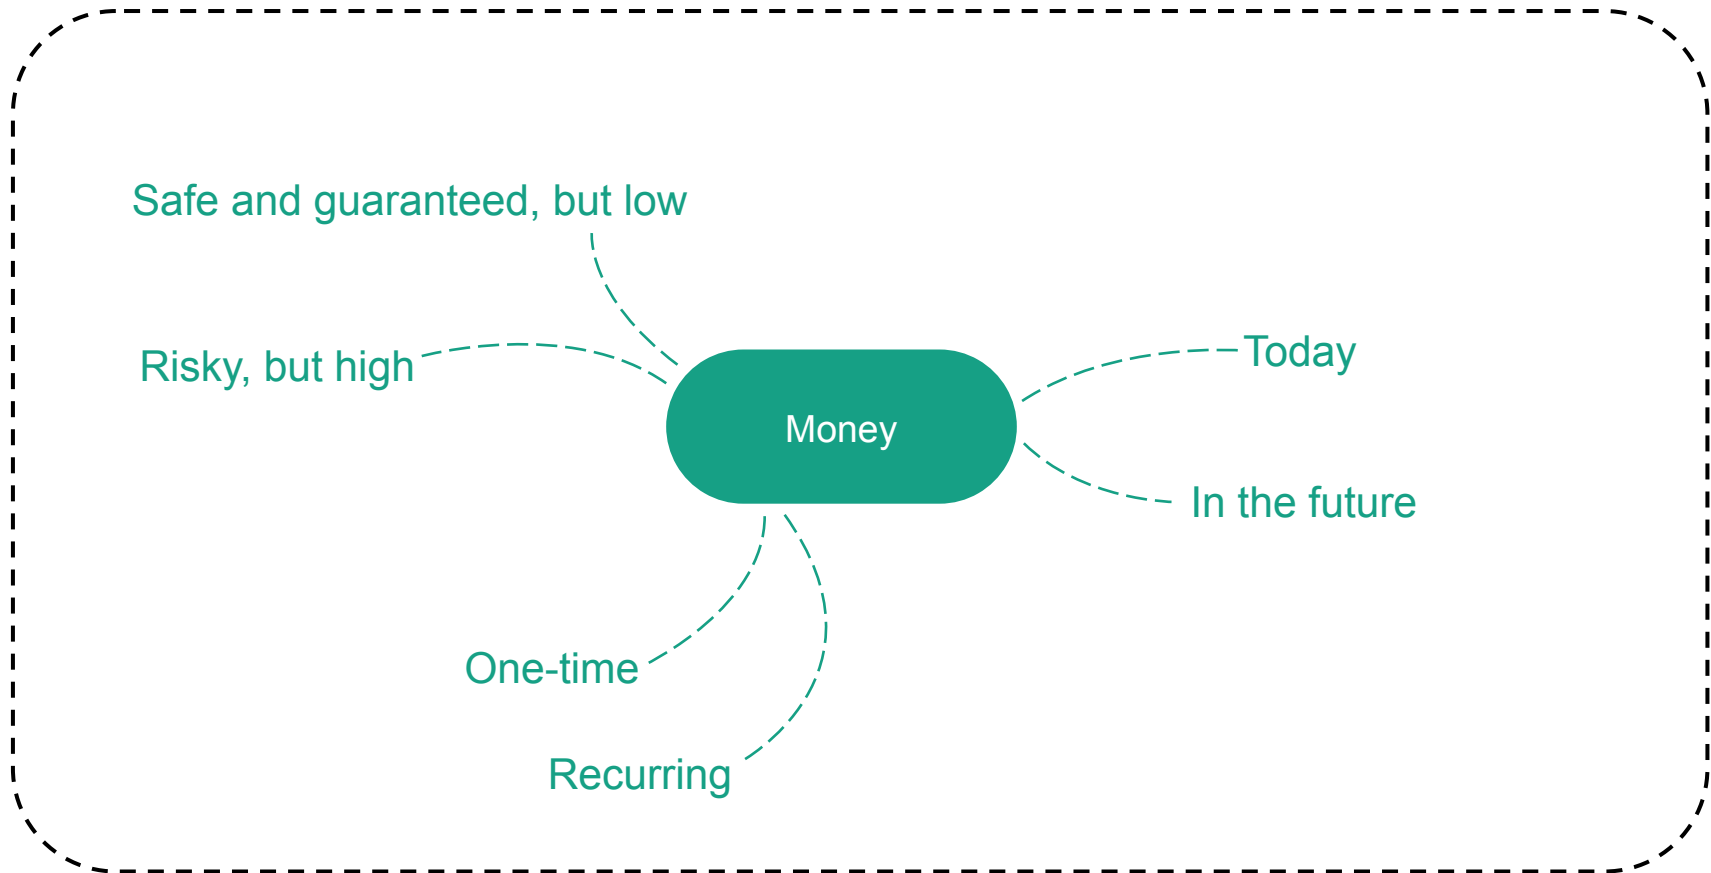 Safe and guaranteed, but low
Risky, but high
Today
Money
In the future
One-time
Recurring